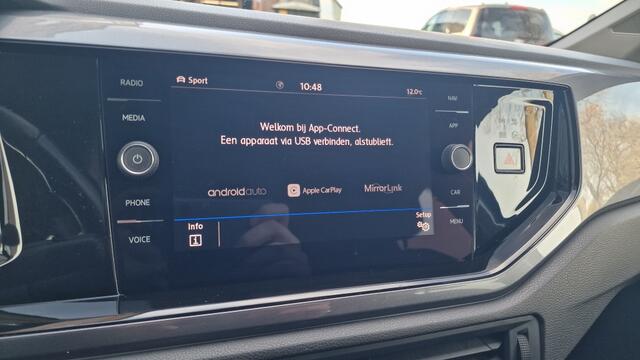 RADIO
MEDIA
PHONE
VOICE
Sport
10:48
12.0°C
Welkom bij App-Connect.
Een apparaat via USB verbinden, alstublieft.
androidauto
Apple CarPlay
MirrorLink
Info
Setup
NAV
APP
CAR
MENU